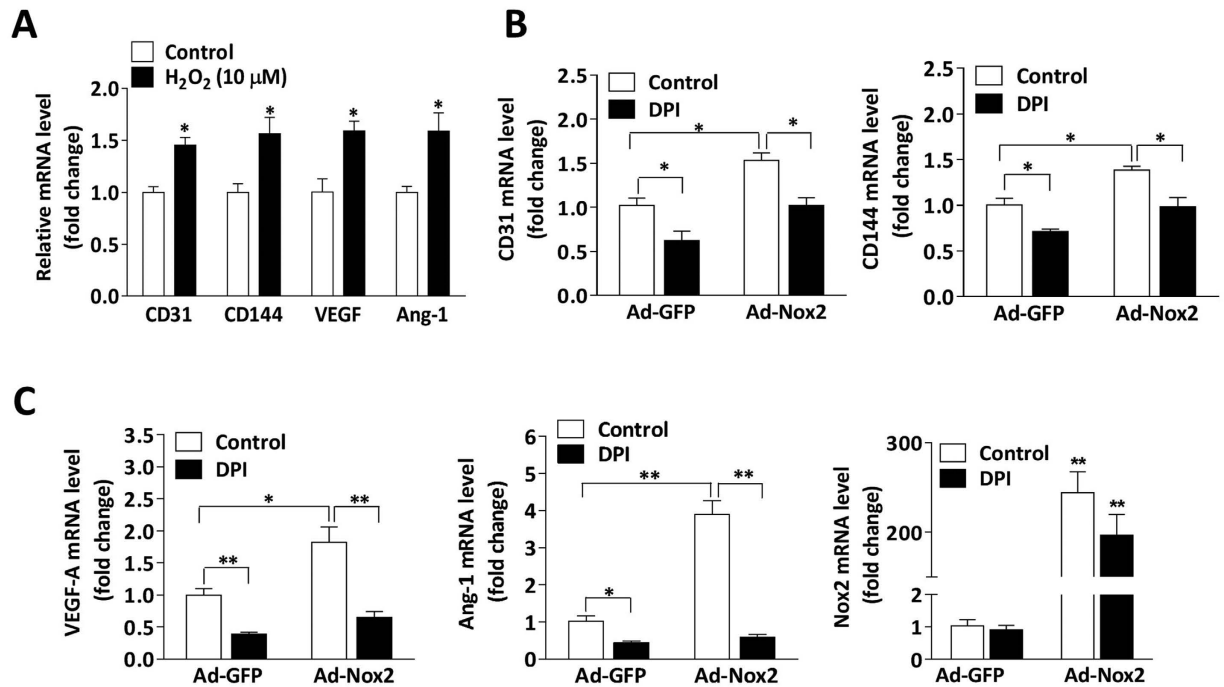 A
Control
H₂O₂ (10 μM)
Relative mRNA level
(fold change)
2.0
1.5
1.0
0.5
0.0
*
*
*
*
CD31
CD144
VEGF
Ang-1
B
Control
DPI
CD31 mRNA level
(fold change)
2.5
2.0
1.5
1.0
0.5
0.0
*
*
*
Ad-GFP
Ad-Nox2
Control
DPI
CD144 mRNA level
(fold change)
2.5
2.0
1.5
1.0
0.5
0.0
*
*
*
Ad-GFP
Ad-Nox2
C
Control
DPI
VEGF-A mRNA level
(fold change)
3.5
3.0
2.5
2.0
1.5
1.0
0.5
0.0
*
**
**
Ad-GFP
Ad-Nox2
Control
DPI
Ang-1 mRNA level
(fold change)
6
5
4
3
2
1
0
**
**
*
Ad-GFP
Ad-Nox2
Control
DPI
Nox2 mRNA level
(fold change)
300
200
2
1
0
**
**
Ad-GFP
Ad-Nox2